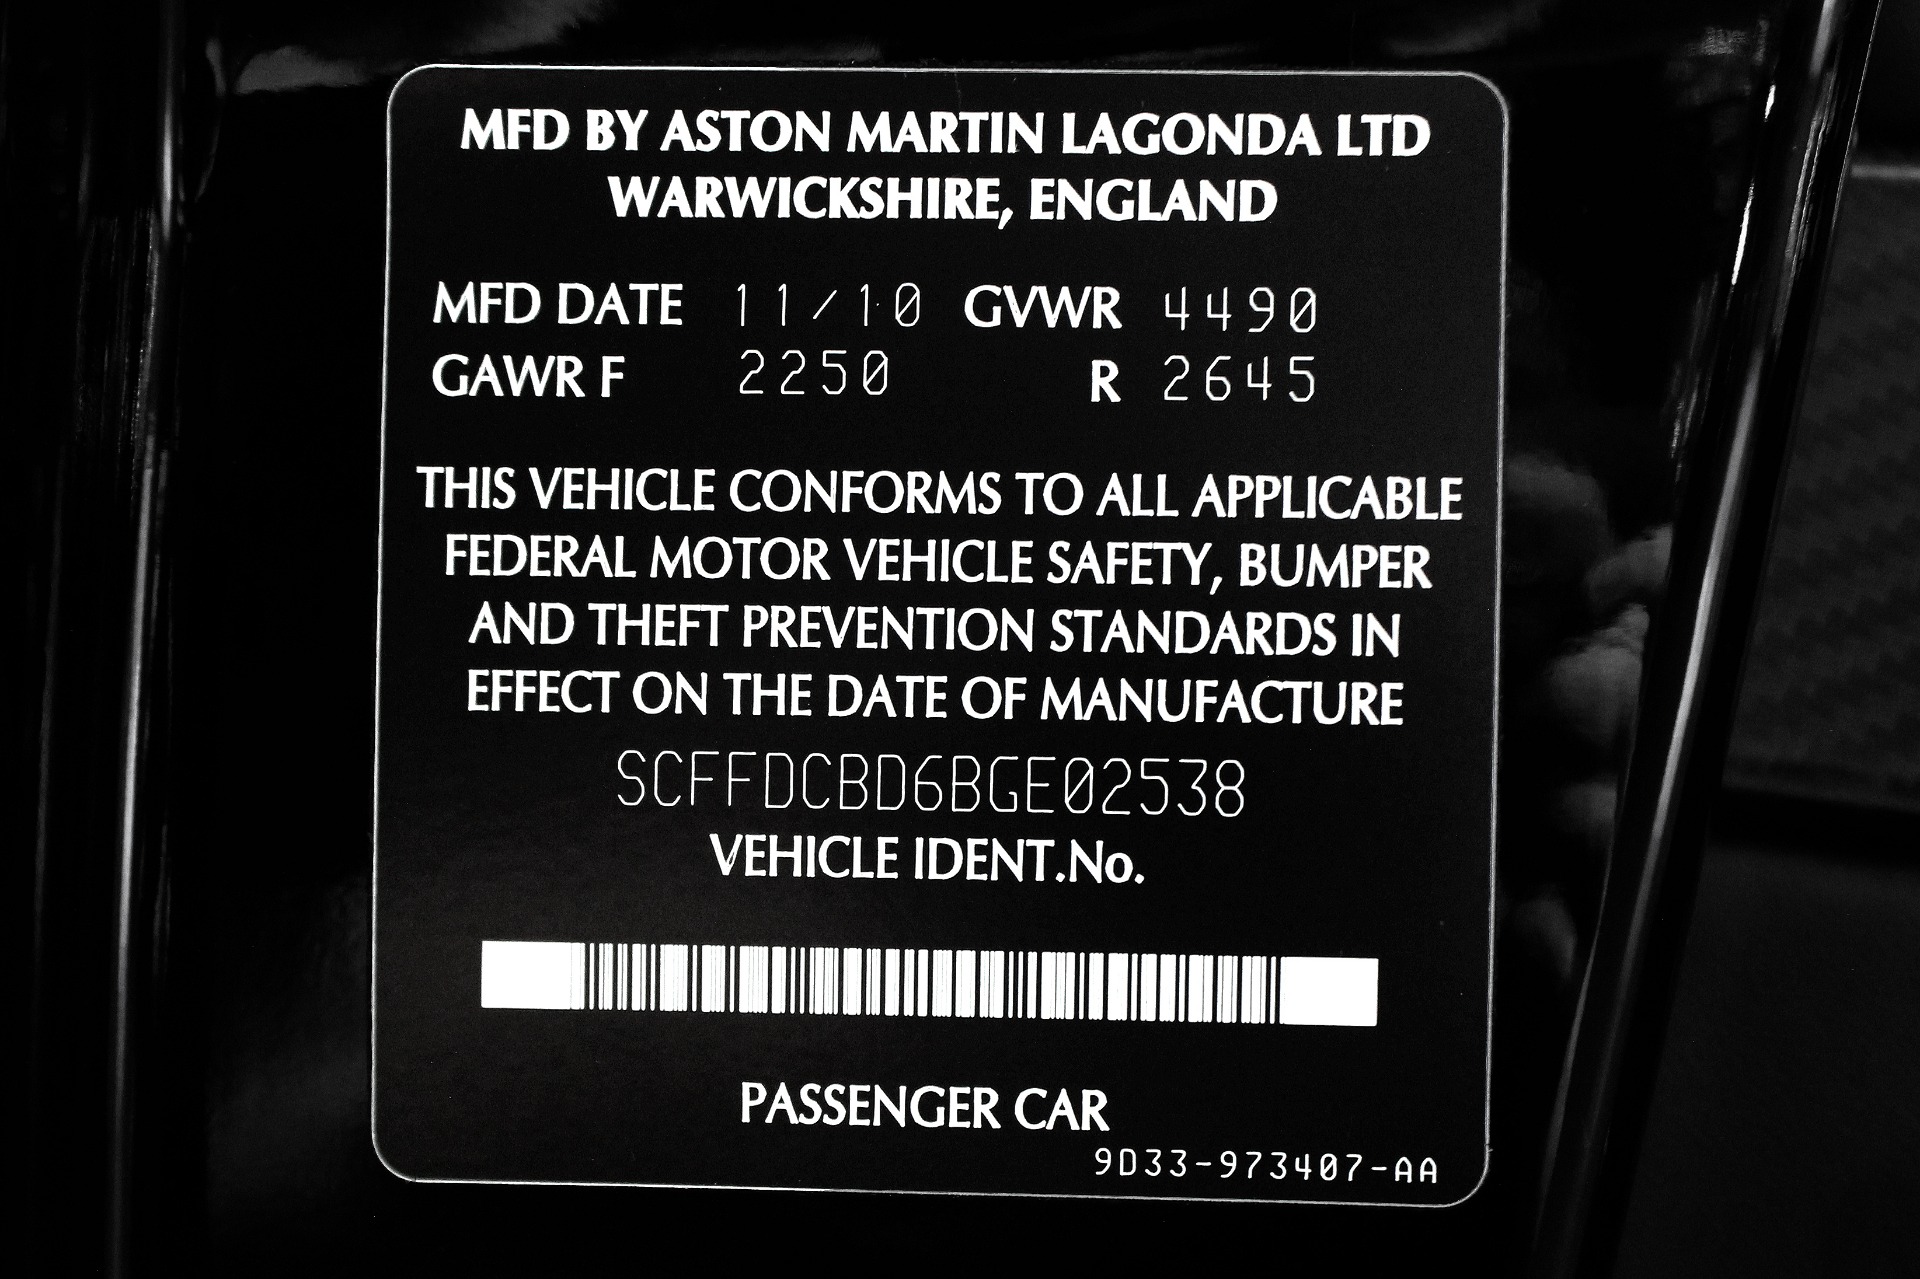 MFD BY ASTON MARTIN LAGONDA LTD
WARWICKSHIRE, ENGLAND
MFD DATE 11/10 GVWR 4490
GAWR F 2250 R 2645
THIS VEHICLE CONFORMS TO ALL APPLICABLE
FEDERAL MOTOR VEHICLE SAFETY, BUMPER
AND THEFT PREVENTION STANDARDS IN
EFFECT ON THE DATE OF MANUFACTURE
SCFFDCBD6BGE02538
VEHICLE IDENT.No.
PASSENGER CAR
9D33-973407-AA